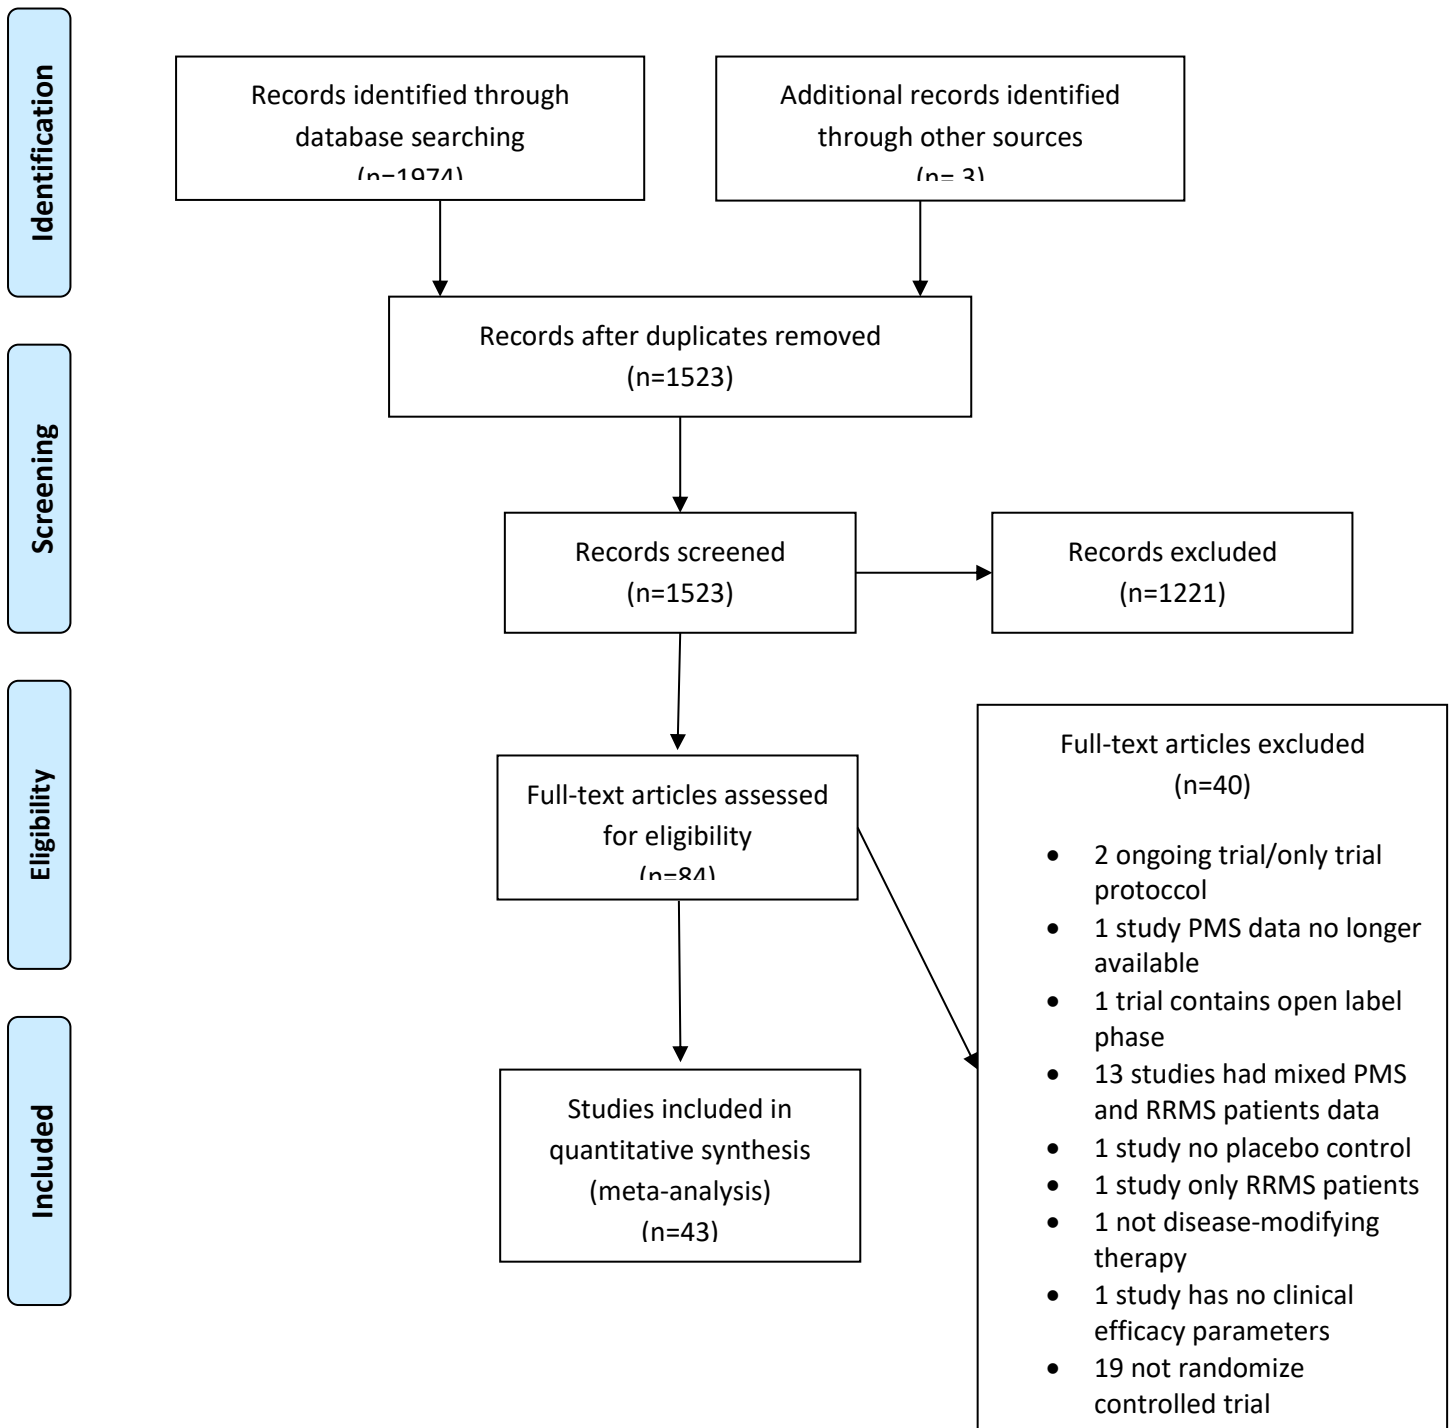 Identification
Records identified through
database searching
(n=1974)
Additional records identified
through other sources
(n= 3)
Records after duplicates removed
(n=1523)
Screening
Records screened
(n=1523)
Records excluded
(n=1221)
Eligibility
Full-text articles assessed
for eligibility
(n=84)
Full-text articles excluded
(n=40)
• 2 ongoing trial/only trial
protoccol
• 1 study PMS data no longer
available
• 1 trial contains open label
phase
• 13 studies had mixed PMS
and RRMS patients data
• 1 study no placebo control
• 1 study only RRMS patients
• 1 not disease-modifying
therapy
• 1 study has no clinical
efficacy parameters
• 19 not randomize
controlled trial
Included
Studies included in
quantitative synthesis
(meta-analysis)
(n=43)